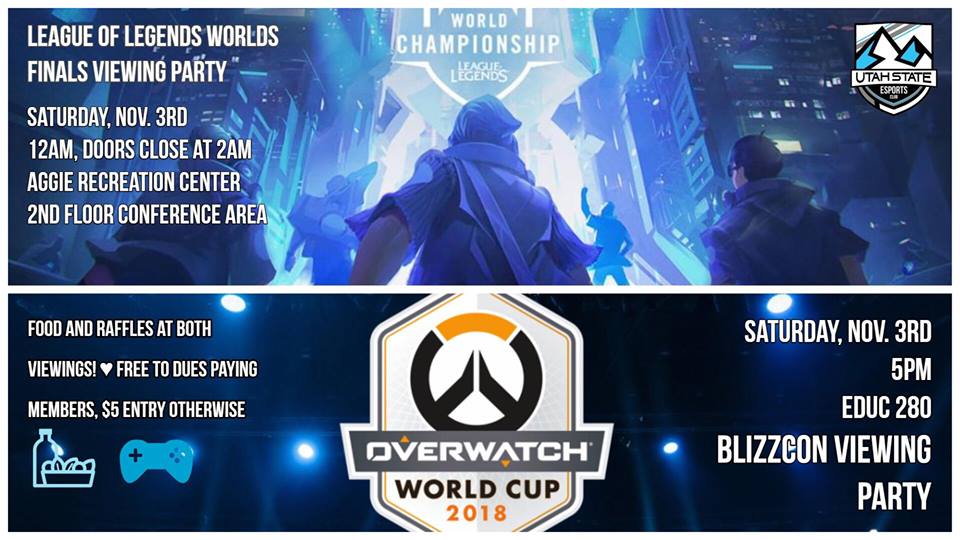 LEAGUE OF LEGENDS WORLDS
FINALS VIEWING PARTY
SATURDAY, NOV. 3RD
12AM, DOORS CLOSE AT 2AM
AGGIE RECREATION CENTER
2ND FLOOR CONFERENCE AREA
WORLD
CHAMPIONSHIP
LEAGUE OF
LEGENDS
UTAH STATE
ESPORTS
CLUB
FOOD AND RAFFLES AT BOTH
VIEWINGS! ♥ FREE TO DUES PAYING
MEMBERS, $5 ENTRY OTHERWISE
OVERWATCH
WORLD CUP
2018
SATURDAY, NOV. 3RD
5PM
EDUC 280
BLIZZCON VIEWING
PARTY